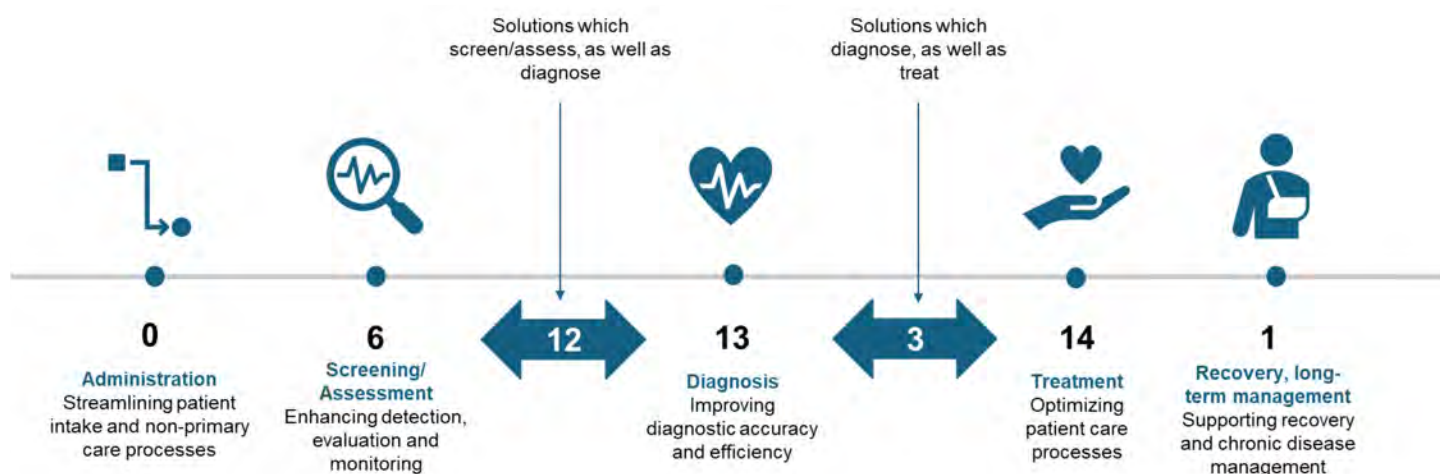 Solutions which
screen/assess, as well as
diagnose
Solutions which
diagnose, as well as
treat
0
Administration
Streamlining patient
intake and non-primary
care processes
6
Screening/
Assessment
Enhancing detection,
evaluation and
monitoring
12
13
Diagnosis
Improving
diagnostic accuracy
and efficiency
3
14
Treatment
Optimizing
patient care
processes
1
Recovery, long-
term management
Supporting recovery
and chronic disease
management